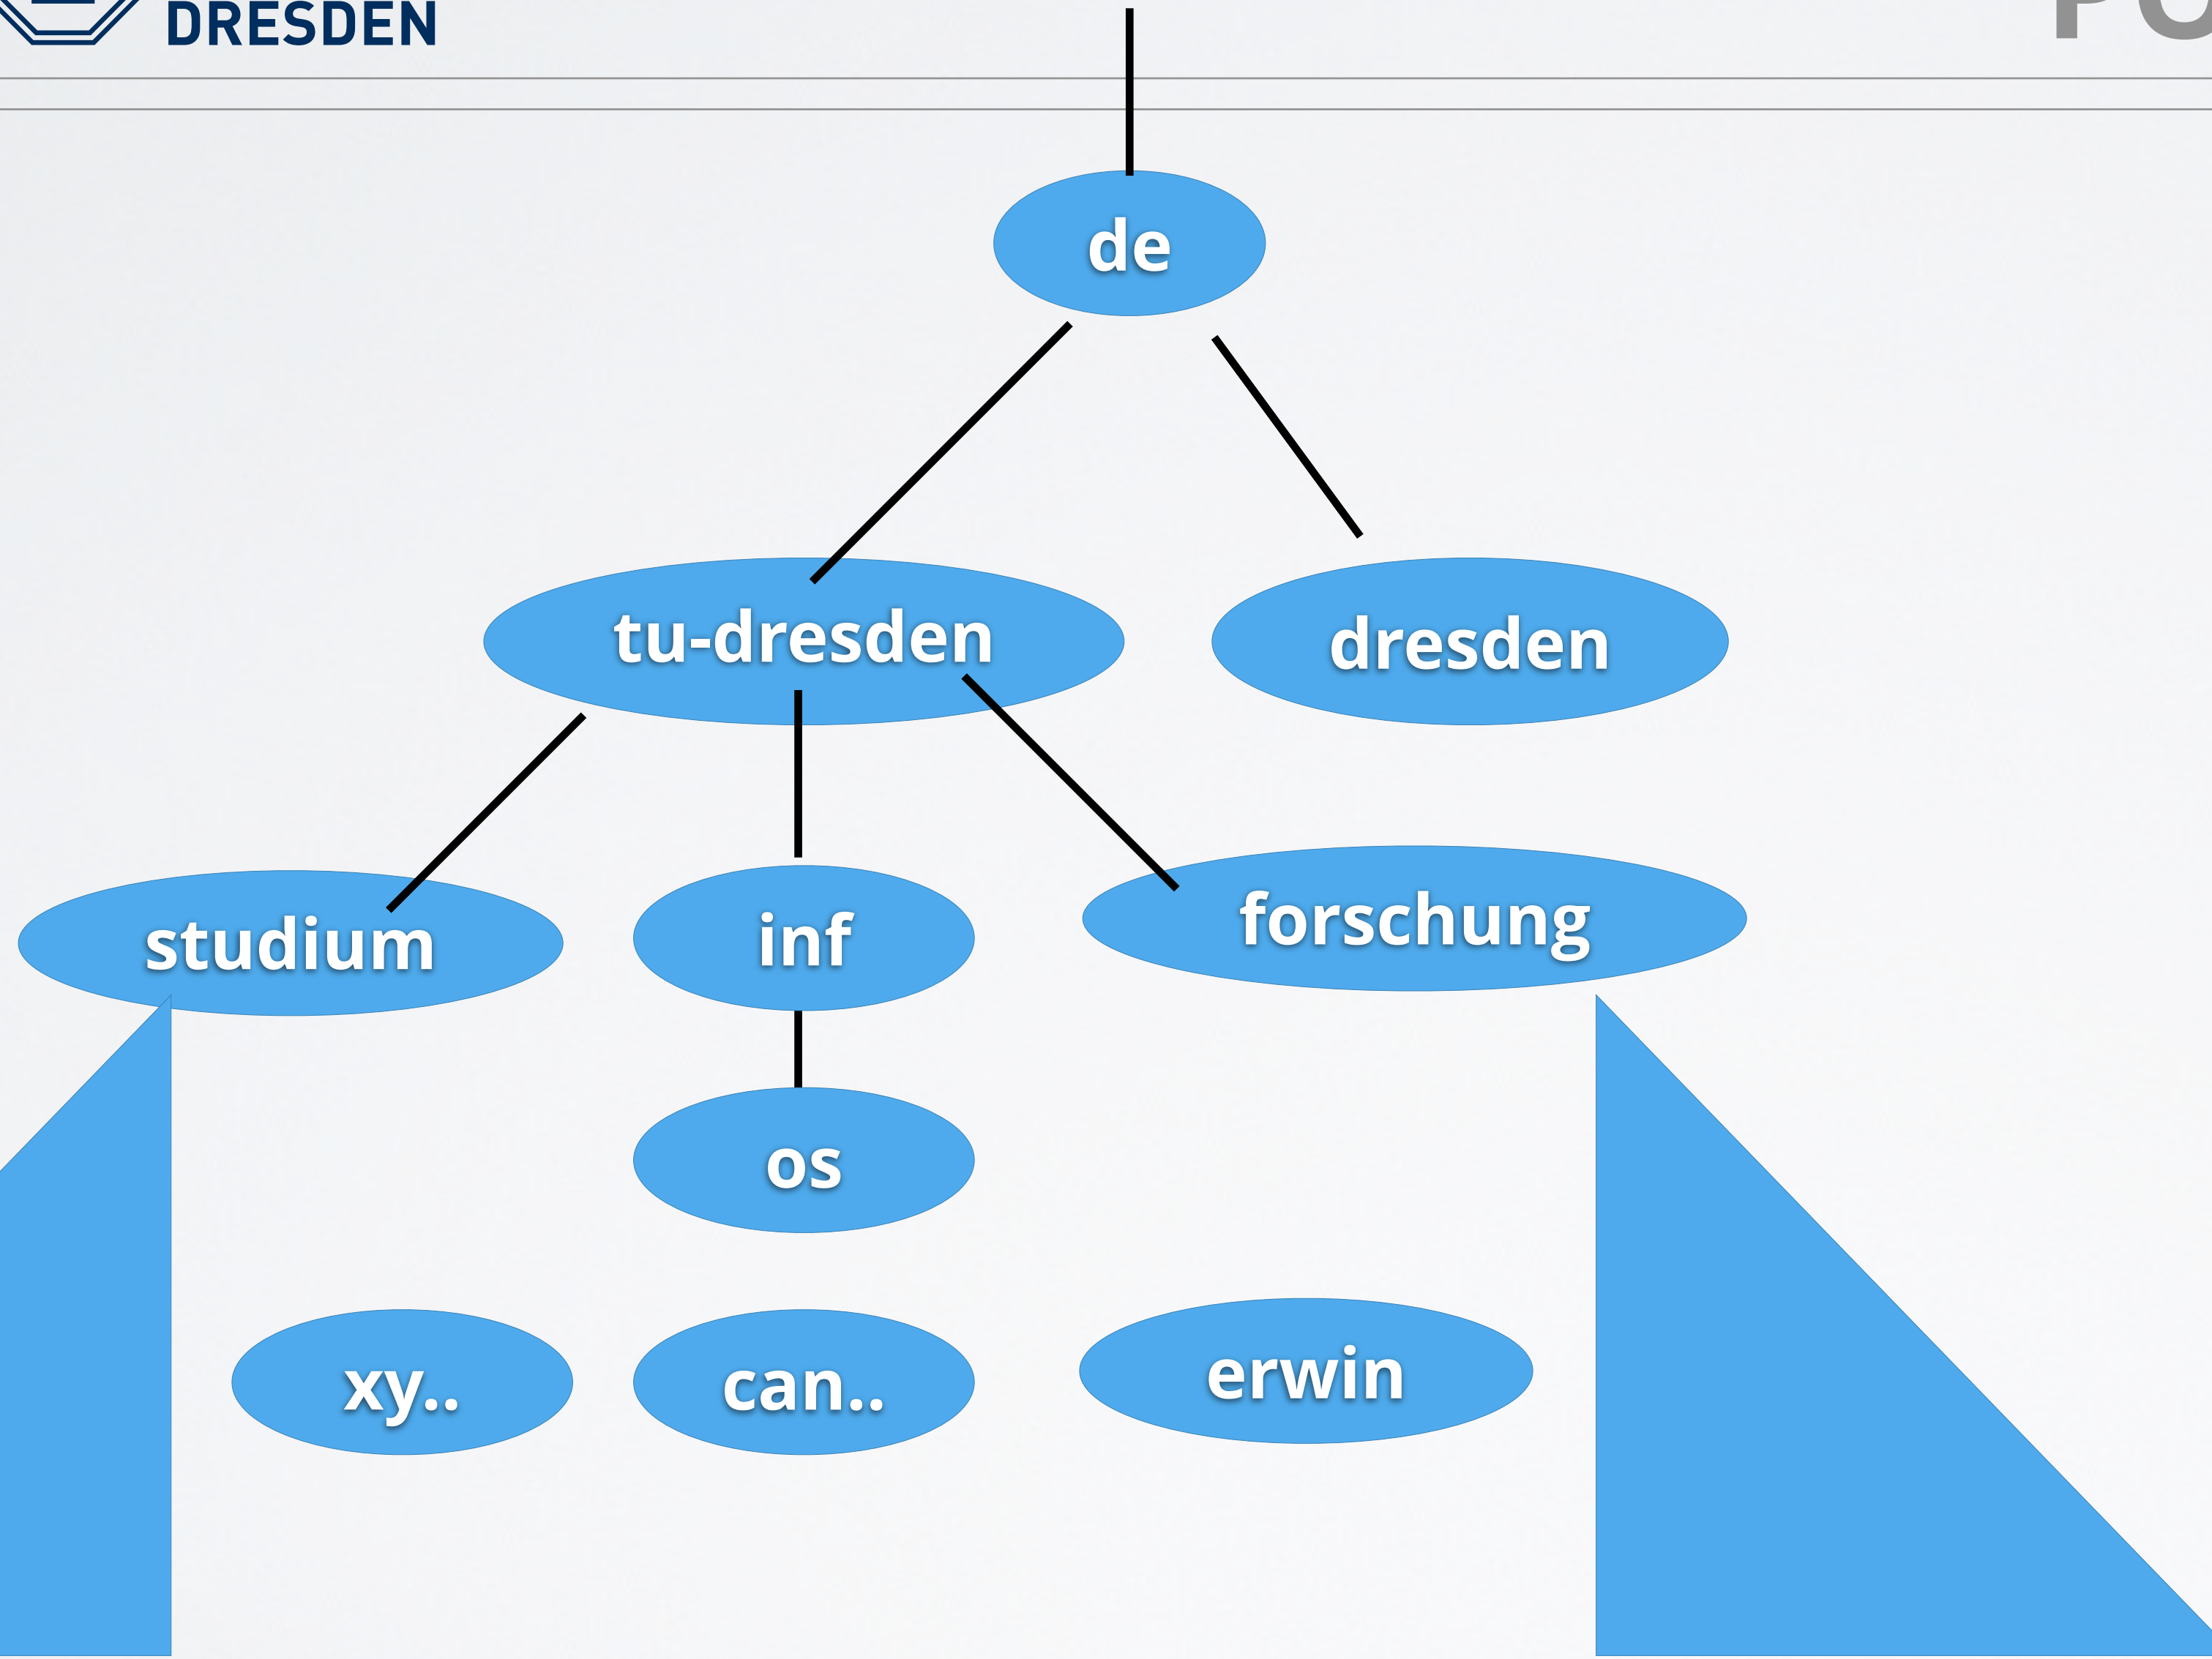 DRESDEN
de
tu-dresden
dresden
studium
inf
forschung
os
xy..
can..
erwin